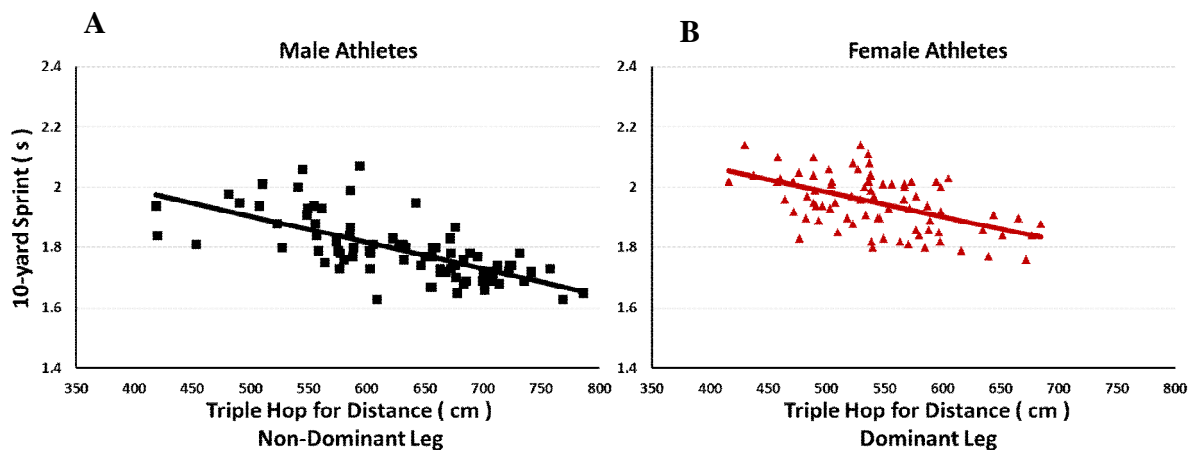 A
Male Athletes
2.4
2.2
2
1.8
1.6
1.4
10-yard Sprint ( s )
350 400 450 500 550 600 650 700 750 800
Triple Hop for Distance ( cm )
Non-Dominant Leg
B
Female Athletes
2.4
2.2
2
1.8
1.6
1.4
350 400 450 500 550 600 650 700 750 800
Triple Hop for Distance ( cm )
Dominant Leg